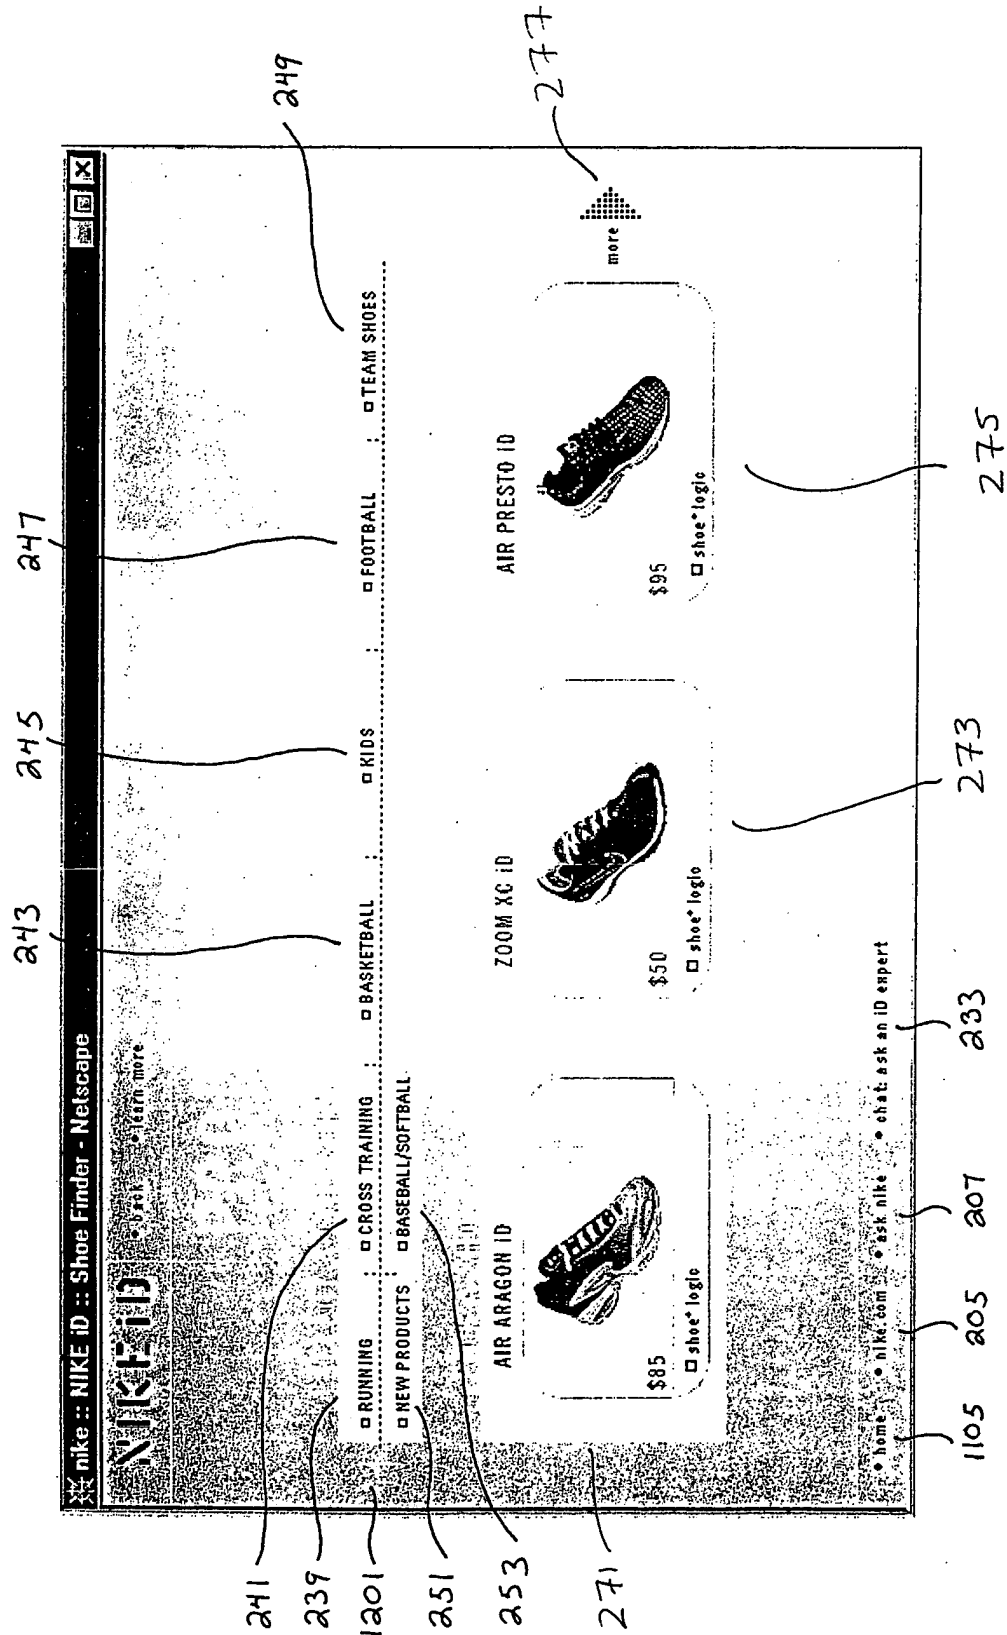 nike :: NIKE iD :: Shoe Finder - Netscape
NIKE iD
• back • learn more
RUNNING : CROSS TRAINING : BASKETBALL : KIDS : FOOTBALL : TEAM SHOES
NEW PRODUCTS : BASEBALL/SOFTBALL
AIR ARAGON iD
$85
shoe* logic
ZOOM XC iD
$50
shoe* logic
AIR PRESTO iD
$95
shoe* logic
more
• home • nike.com • ask nike • chat: ask an iD expert
241
239
1201
251
253
271
243
245
247
249
277
275
273
233
207
205
1105